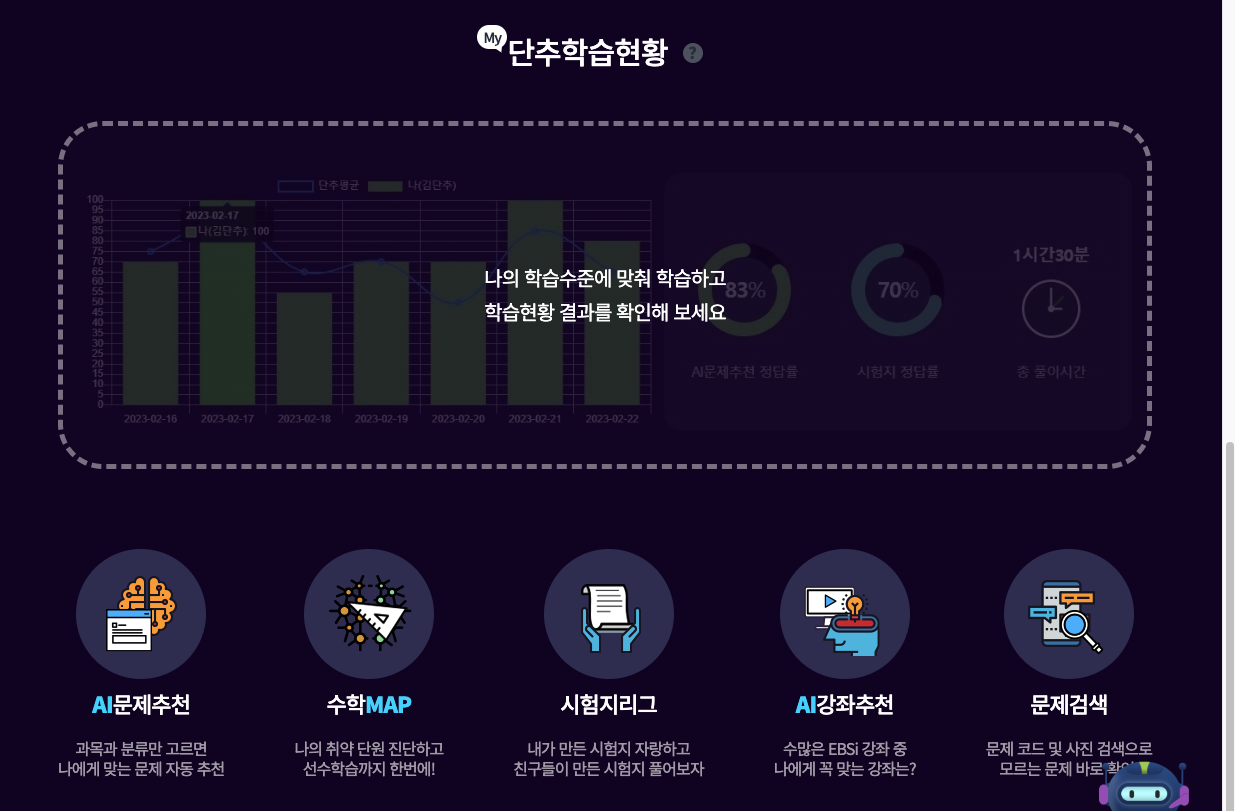 My
단추학습현황 ?
단추평균 나(김단추)
100
95
90
85
80
75
70
65
60
55
50
45
40
35
30
25
20
15
10
5
0
2023-02-17
나(김단추): 100
2023-02-16 2023-02-17 2023-02-18 2023-02-19 2023-02-20 2023-02-21 2023-02-22
나의 학습수준에 맞춰 학습하고
학습현황 결과를 확인해 보세요
83%
AI문제추천 정답률
70%
시험지 정답률
1시간30분
총 풀이시간
AI문제추천
과목과 분류만 고르면
나에게 맞는 문제 자동 추천
수학MAP
나의 취약 단원 진단하고
선수학습까지 한번에!
시험지리그
내가 만든 시험지 자랑하고
친구들이 만든 시험지 풀어보자
AI강좌추천
수많은 EBSi 강좌 중
나에게 꼭 맞는 강좌는?
문제검색
문제 코드 및 사진 검색으로
모르는 문제 바로